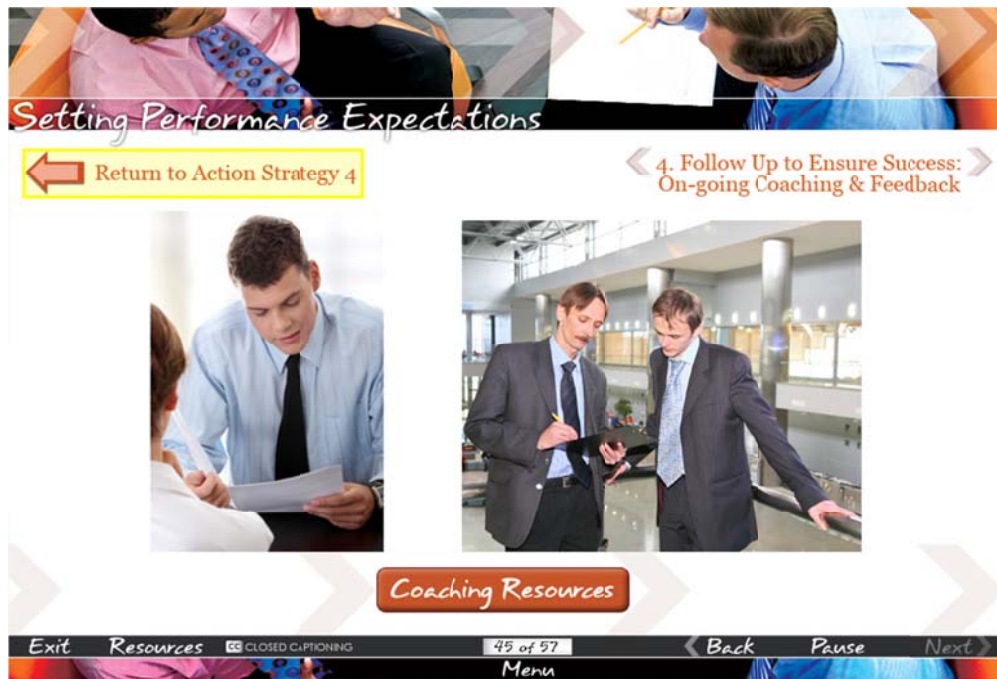 Setting Performance Expectations
Return to Action Strategy 4
4. Follow Up to Ensure Success:
On-going Coaching & Feedback
Coaching Resources
Exit Resources CC CLOSED CAPTIONING 45 of 57 Back Pause Next
Menu